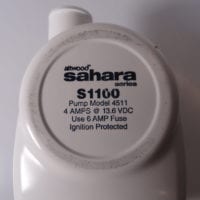 attwood
sahara
series
S1100
Pump Model 4511
4 AMPS @ 13.6 VDC
Use 6 AMP Fuse
Ignition Protected